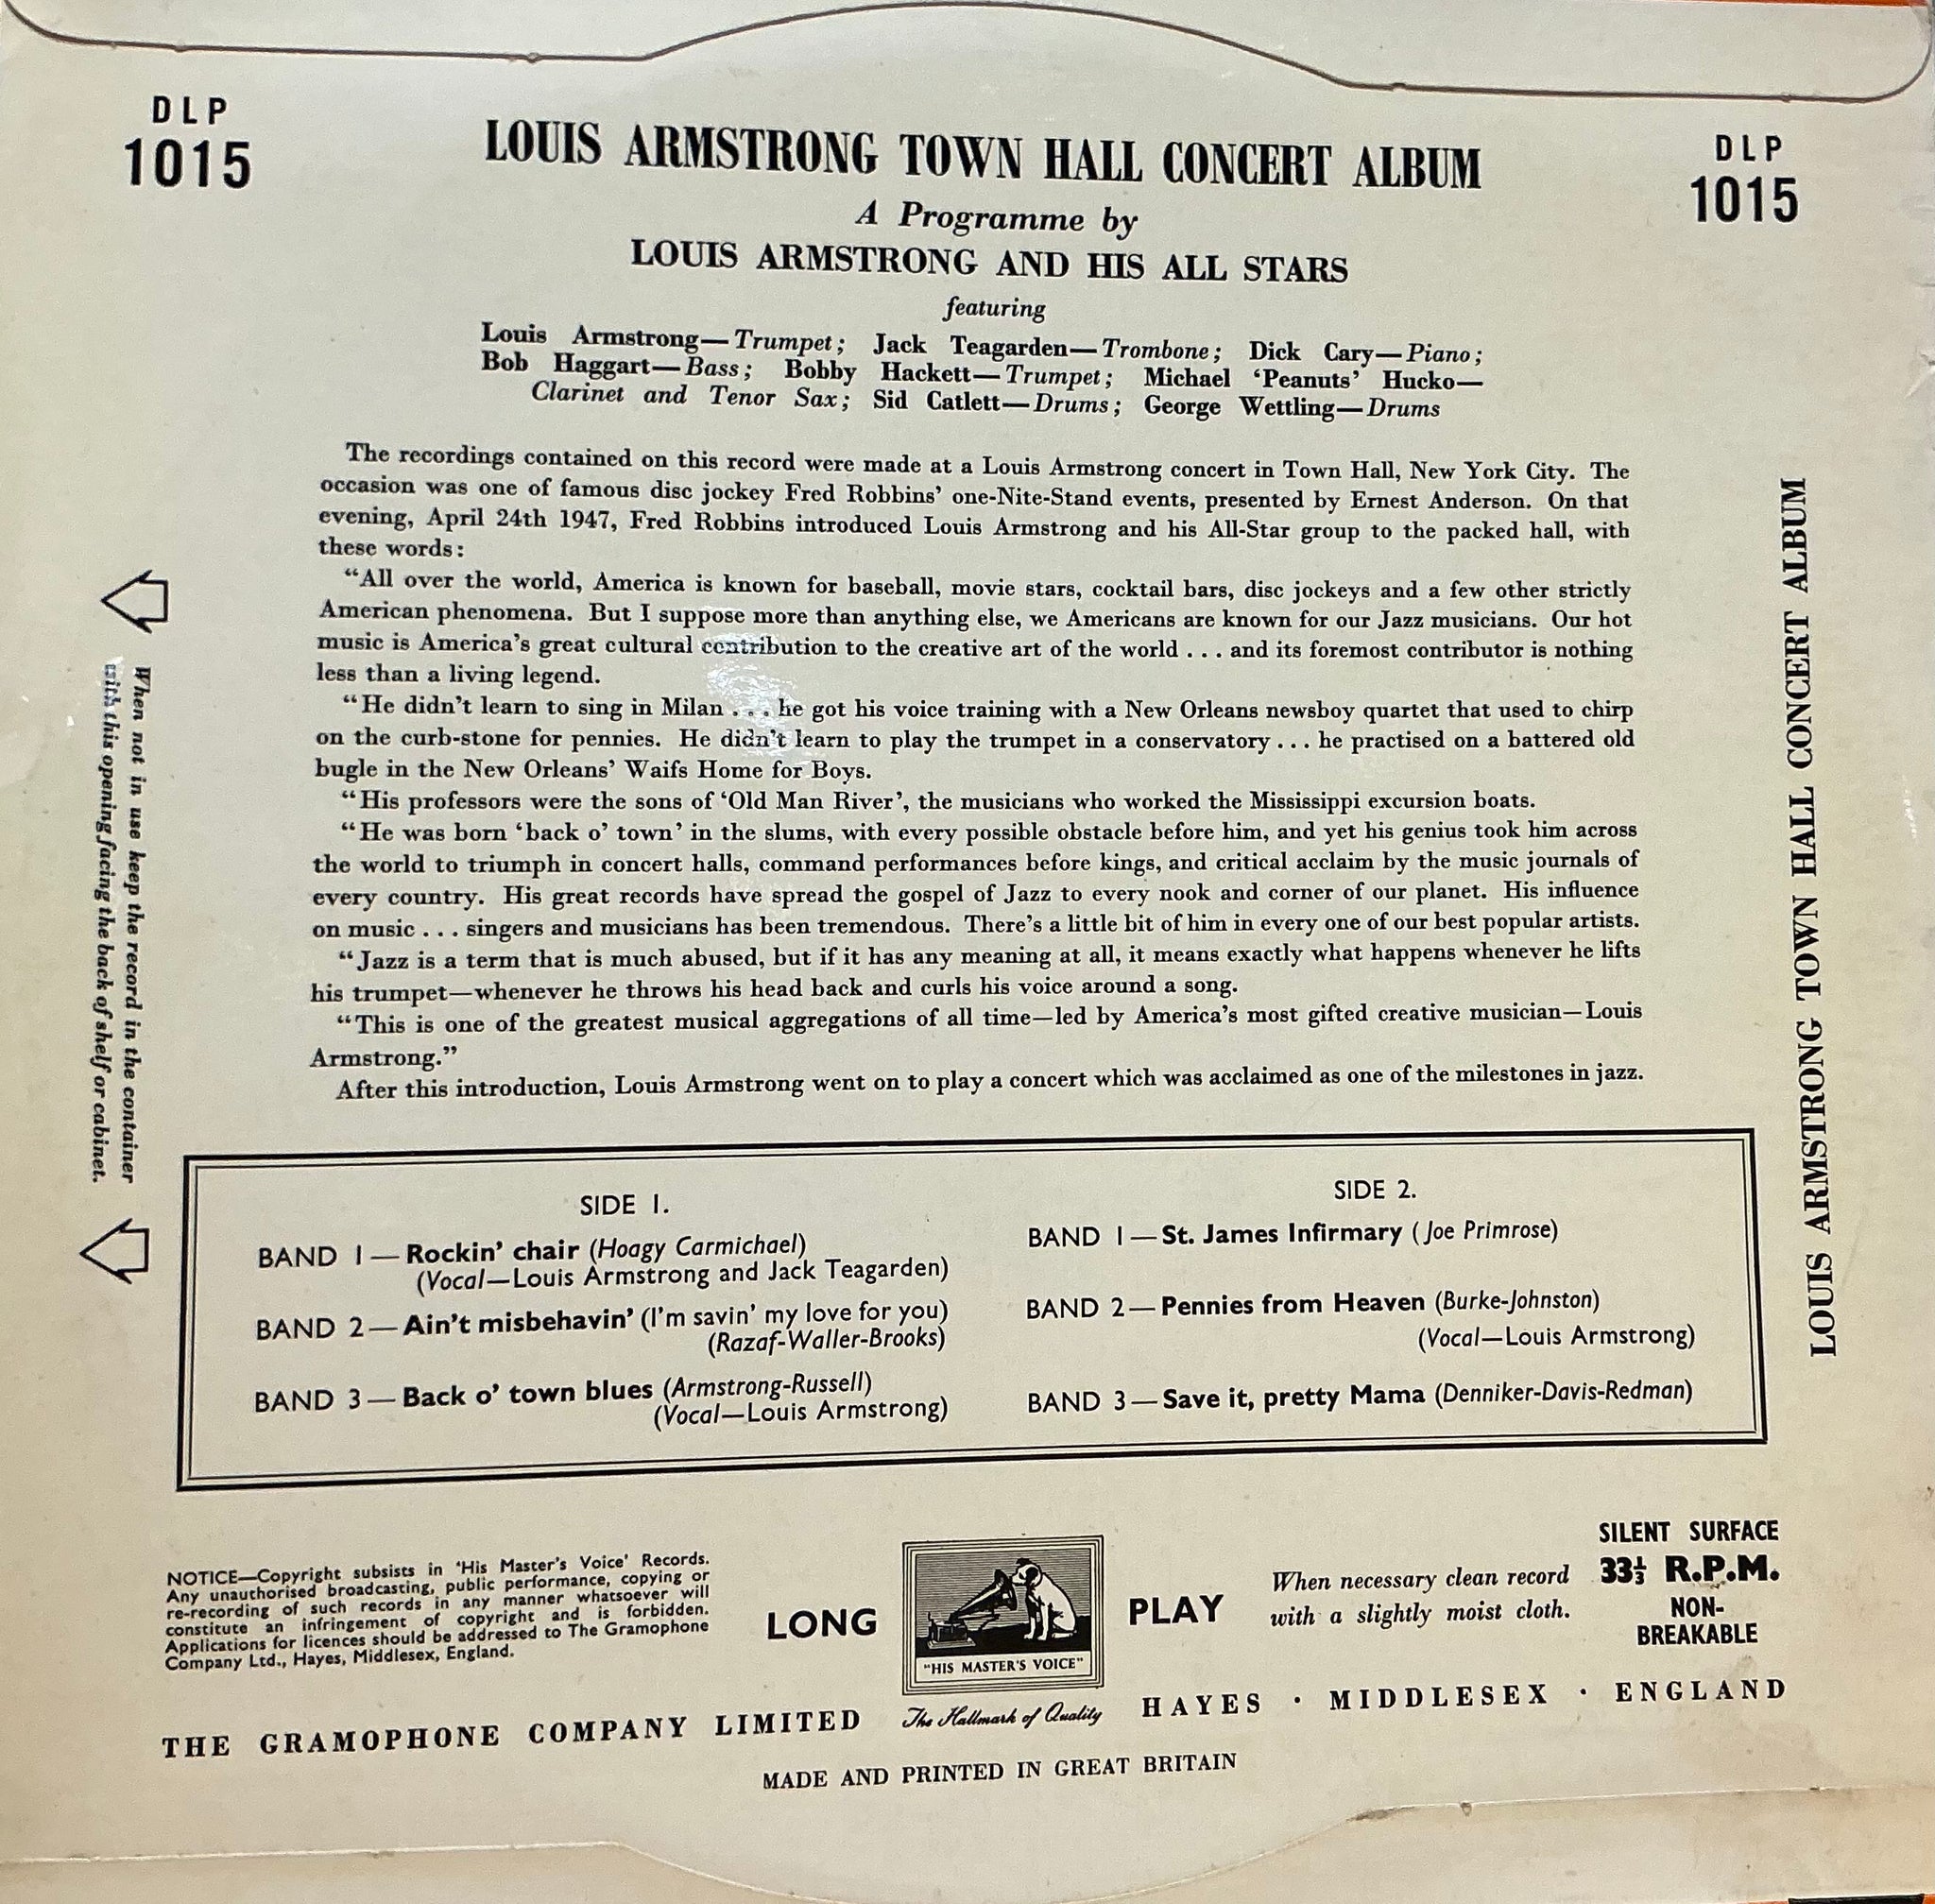 DLP
1015
DLP
1015
LOUIS ARMSTRONG TOWN HALL CONCERT ALBUM
A Programme by
LOUIS ARMSTRONG AND HIS ALL STARS
featuring
Louis Armstrong—Trumpet; Jack Teagarden—Trombone; Dick Cary—Piano;
Bob Haggart—Bass; Bobby Hackett—Trumpet; Michael ‘Peanuts’ Hucko—
Clarinet and Tenor Sax; Sid Catlett—Drums; George Wettling—Drums
The recordings contained on this record were made at a Louis Armstrong concert in Town Hall, New York City. The
occasion was one of famous disc jockey Fred Robbins’ one-Nite-Stand events, presented by Ernest Anderson. On that
evening, April 24th 1947, Fred Robbins introduced Louis Armstrong and his All-Star group to the packed hall, with
these words:
“All over the world, America is known for baseball, movie stars, cocktail bars, disc jockeys and a few other strictly
American phenomena. But I suppose more than anything else, we Americans are known for our Jazz musicians. Our hot
music is America’s great cultural contribution to the creative art of the world . . . and its foremost contributor is nothing
less than a living legend.
“He didn’t learn to sing in Milan . . . he got his voice training with a New Orleans newsboy quartet that used to chirp
on the curb-stone for pennies. He didn’t learn to play the trumpet in a conservatory . . . he practised on a battered old
bugle in the New Orleans’ Waifs Home for Boys.
“His professors were the sons of ‘Old Man River’, the musicians who worked the Mississippi excursion boats.
“He was born ‘back o’ town’ in the slums, with every possible obstacle before him, and yet his genius took him across
the world to triumph in concert halls, command performances before kings, and critical acclaim by the music journals of
every country. His great records have spread the gospel of Jazz to every nook and corner of our planet. His influence
on music . . . singers and musicians has been tremendous. There’s a little bit of him in every one of our best popular artists.
“Jazz is a term that is much abused, but if it has any meaning at all, it means exactly what happens whenever he lifts
his trumpet—whenever he throws his head back and curls his voice around a song.
“This is one of the greatest musical aggregations of all time—led by America’s most gifted creative musician—Louis
Armstrong.”
After this introduction, Louis Armstrong went on to play a concert which was acclaimed as one of the milestones in jazz.
When not in use keep the record in the container
with this opening facing the back of shelf or cabinet.
LOUIS ARMSTRONG TOWN HALL CONCERT ALBUM
SIDE 1.
BAND 1—Rockin’ chair (Hoagy Carmichael)
(Vocal—Louis Armstrong and Jack Teagarden)
BAND 2—Ain’t misbehavin’ (I’m savin’ my love for you)
(Razaf-Waller-Brooks)
BAND 3—Back o’ town blues (Armstrong-Russell)
(Vocal—Louis Armstrong)
SIDE 2.
BAND 1—St. James Infirmary (Joe Primrose)
BAND 2—Pennies from Heaven (Burke-Johnston)
(Vocal—Louis Armstrong)
BAND 3—Save it, pretty Mama (Denniker-Davis-Redman)
NOTICE—Copyright subsists in ‘His Master’s Voice’ Records.
Any unauthorised broadcasting, public performance, copying or
re-recording of such records in any manner whatsoever will
constitute an infringement of copyright and is forbidden.
Applications for licences should be addressed to The Gramophone
Company Ltd., Hayes, Middlesex, England.
LONG
“HIS MASTER’S VOICE”
The Hallmark of Quality
PLAY
When necessary clean record
with a slightly moist cloth.
SILENT SURFACE
33⅓ R.P.M.
NON-
BREAKABLE
THE GRAMOPHONE COMPANY LIMITED
HAYES · MIDDLESEX · ENGLAND
MADE AND PRINTED IN GREAT BRITAIN